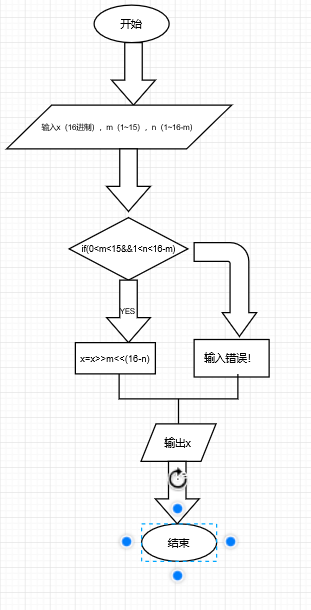 开始
输入x（16进制），m（1~15），n（1~16-m)
if(0<m<15&&1<n<16-m)
YES
x=x>>m<<(16-n)
输入错误!
输出x
结束